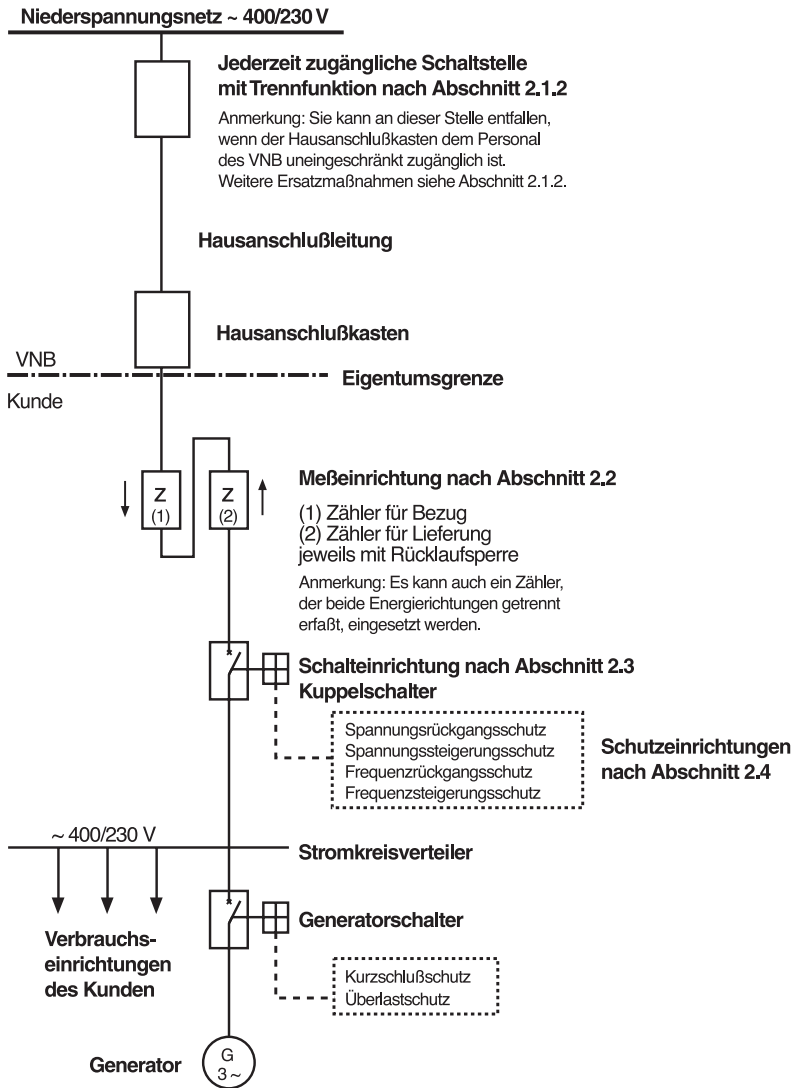 Niederspannungsnetz ~ 400/230 V
Jederzeit zugängliche Schaltstelle
mit Trennfunktion nach Abschnitt 2.1.2
Anmerkung: Sie kann an dieser Stelle entfallen,
wenn der Hausanschlußkasten dem Personal
des VNB uneingeschränkt zugänglich ist.
Weitere Ersatzmaßnahmen siehe Abschnitt 2.1.2.
Hausanschlußleitung
Hausanschlußkasten
VNB
Eigentumsgrenze
Kunde
Z
(1)
Z
(2)
Meßeinrichtung nach Abschnitt 2.2
(1) Zähler für Bezug
(2) Zähler für Lieferung
jeweils mit Rücklaufsperre
Anmerkung: Es kann auch ein Zähler,
der beide Energierichtungen getrennt
erfaßt, eingesetzt werden.
Schalteinrichtung nach Abschnitt 2.3
Kuppelschalter
Spannungsrückgangsschutz
Spannungssteigerungsschutz
Frequenzrückgangsschutz
Frequenzsteigerungsschutz
Schutzeinrichtungen
nach Abschnitt 2.4
~ 400/230 V
Stromkreisverteiler
Verbrauchs-
einrichtungen
des Kunden
Generatorschalter
Kurzschlußschutz
Überlastschutz
Generator
G
3 ~